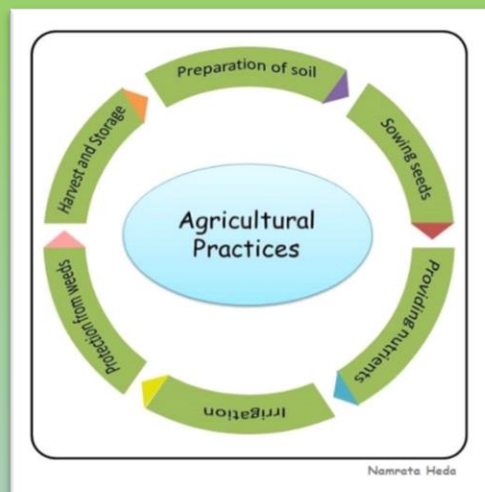 Preparation of soil
Sowing seeds
Providing nutrients
Irrigation
Protection from weeds
Harvest and Storage
Agricultural
Practices
Namrata Heda